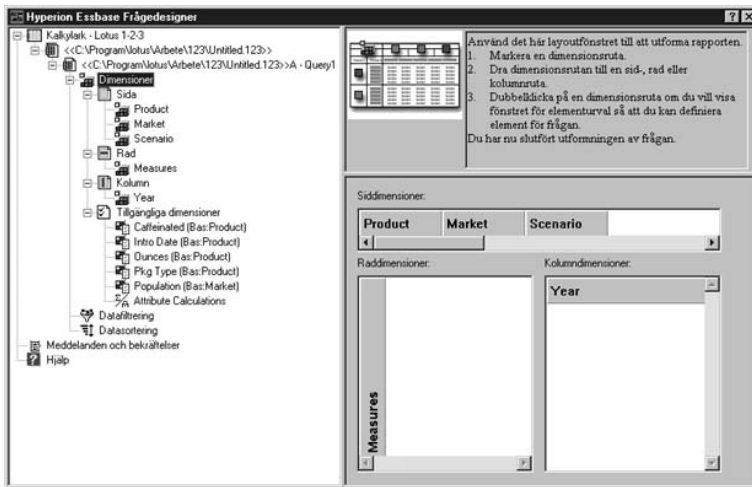 Hyperion Essbase Frågedesigner
Kalkylark - Lotus 1-2-3
<<C:\Program\lotus\Arbete\123\Untitled.123>>
<<C:\Program\lotus\Arbete\123\Untitled.123>>A - Query1
Dimensioner
Sida
Product
Market
Scenario
Rad
Measures
Kolumn
Year
Tillgängliga dimensioner
Caffeinated (Bas:Product)
Intro Date (Bas:Product)
Ounces (Bas:Product)
Pkg Type (Bas:Product)
Population (Bas:Market)
Attribute Calculations
Datafiltrering
Datasortering
Meddelanden och bekräftelser
Hjälp
Använd det här layoutfönstret till att utforma rapporten.
1. Markera en dimensionsruta.
2. Dra dimensionsrutan till en sid-, rad eller
kolumnruta.
3. Dubbelklicka på en dimensionsruta om du vill visa
fönstret för elementurval så att du kan definiera
element för frågan.
Du har nu slutfört utformningen av frågan.
Siddimensioner:
Product Market Scenario
Raddimensioner:
Measures
Kolumndimensioner:
Year